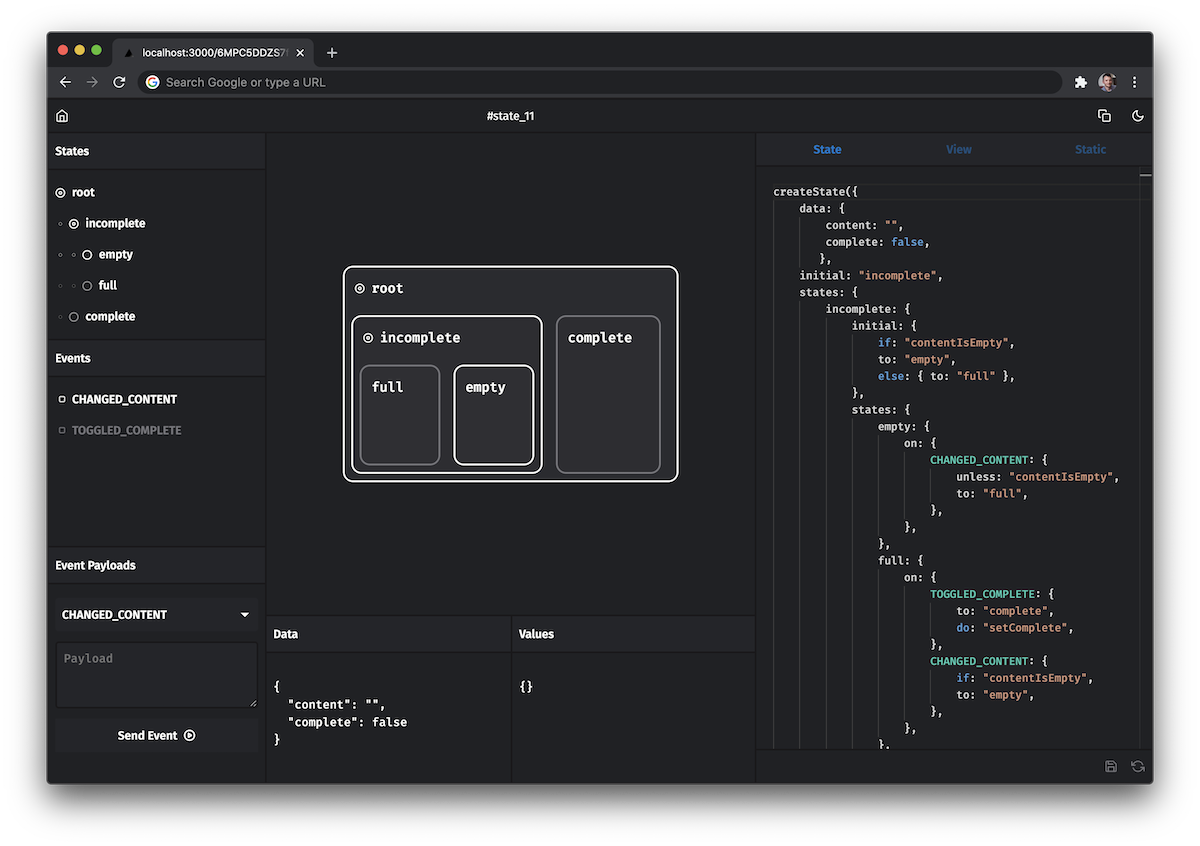 localhost:3000/6MPC5DDZS7
Search Google or type a URL
#state_11
States
root
incomplete
empty
full
complete
Events
CHANGED_CONTENT
TOGGLED_COMPLETE
Event Payloads
CHANGED_CONTENT
Payload
Send Event
root
incomplete
complete
full
empty
Data
{
"content": "",
"complete": false
}
Values
{}
State View Static
createState({
data: {
content: "",
complete: false,
},
initial: "incomplete",
states: {
incomplete: {
initial: {
if: "contentIsEmpty",
to: "empty",
else: { to: "full" },
},
states: {
empty: {
on: {
CHANGED_CONTENT: {
unless: "contentIsEmpty",
to: "full",
},
},
},
full: {
on: {
TOGGLED_COMPLETE: {
to: "complete",
do: "setComplete",
},
CHANGED_CONTENT: {
if: "contentIsEmpty",
to: "empty",
},
},
},